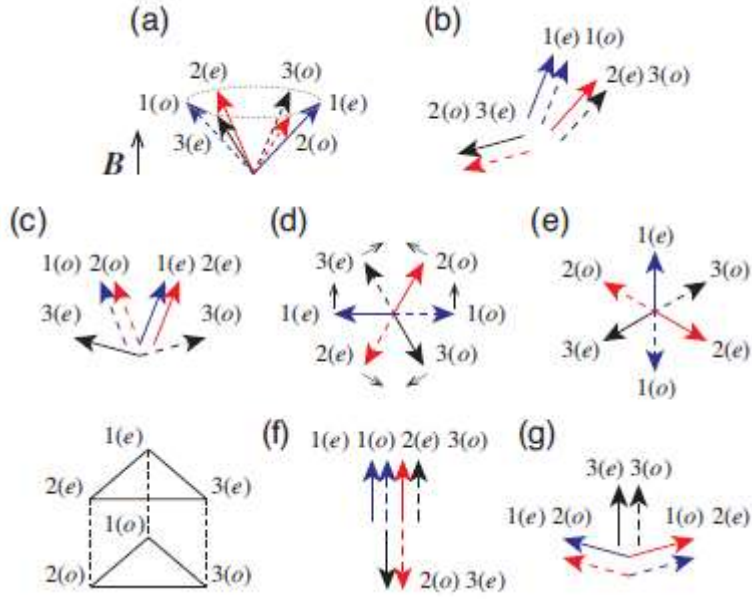 (a)
2(e) 3(o)
1(o) 1(e)
3(e) 2(o)
B
(b)
1(e) 1(o)
2(e) 3(o)
2(o) 3(e)
(c)
1(o) 2(o) 1(e) 2(e)
3(e) 3(o)
(d)
3(e) 2(o)
1(e) 1(o)
2(e) 3(o)
(e)
1(e)
2(o) 3(o)
3(e) 2(e)
1(o)
1(e)
2(e) 3(e)
1(o)
2(o) 3(o)
(f)
1(e) 1(o) 2(e) 3(o)
2(o) 3(e)
(g)
3(e) 3(o)
1(e) 2(o) 1(o) 2(e)